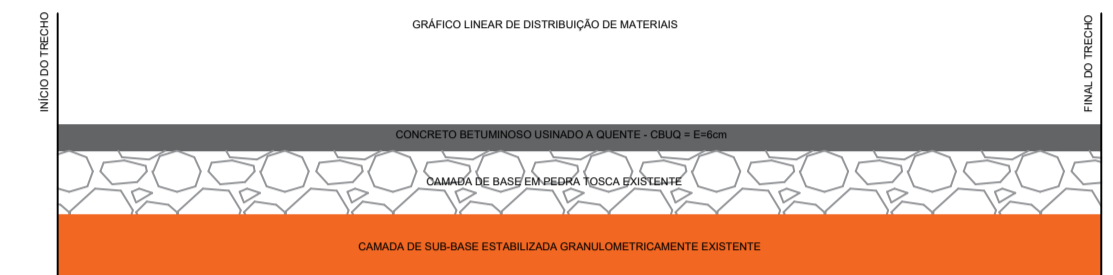 GRÁFICO LINEAR DE DISTRIBUIÇÃO DE MATERIAIS
INÍCIO DO TRECHO
FINAL DO TRECHO
CONCRETO BETUMINOSO USINADO A QUENTE - CBUQ = E=6cm
CAMADA DE BASE EM PEDRA TOSCA EXISTENTE
CAMADA DE SUB-BASE ESTABILIZADA GRANULOMETRICAMENTE EXISTENTE